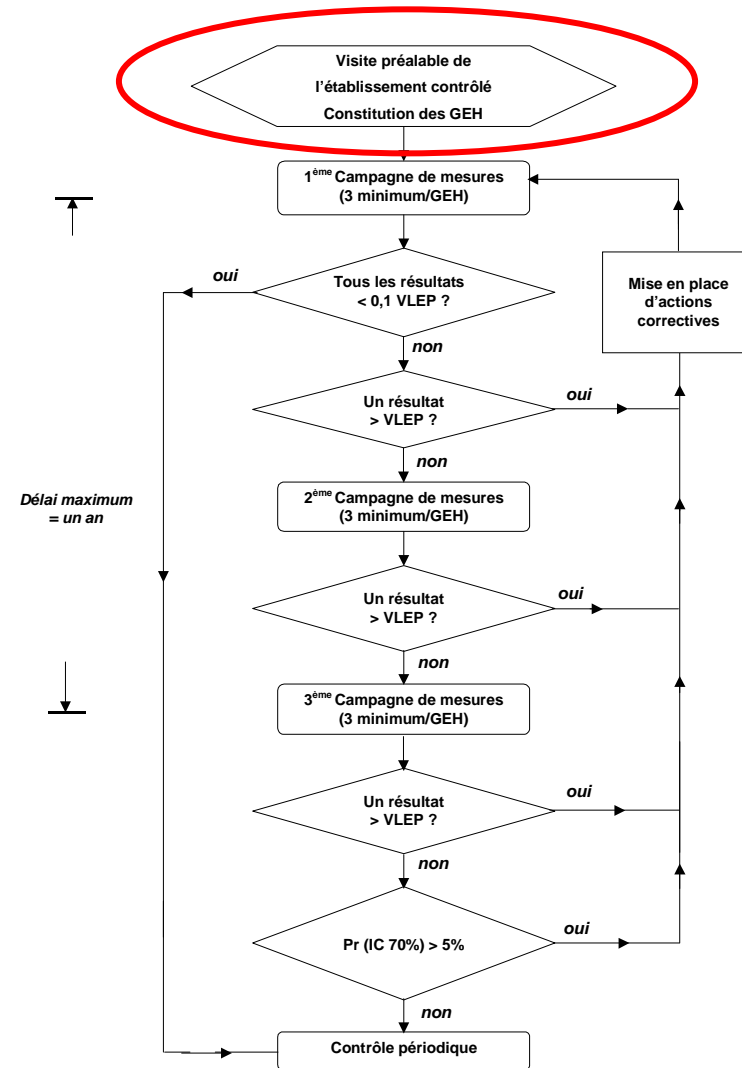 Visite préalable de
l'établissement contrôlé
Constitution des GEH
1ème Campagne de mesures
(3 minimum/GEH)
oui
Tous les résultats
< 0,1 VLEP ?
Mise en place
d'actions
correctives
non
Un résultat
> VLEP ?
oui
non
Délai maximum
= un an
2ème Campagne de mesures
(3 minimum/GEH)
Un résultat
> VLEP ?
oui
non
3ème Campagne de mesures
(3 minimum/GEH)
Un résultat
> VLEP ?
oui
non
Pr (IC 70%) > 5%
oui
non
Contrôle périodique